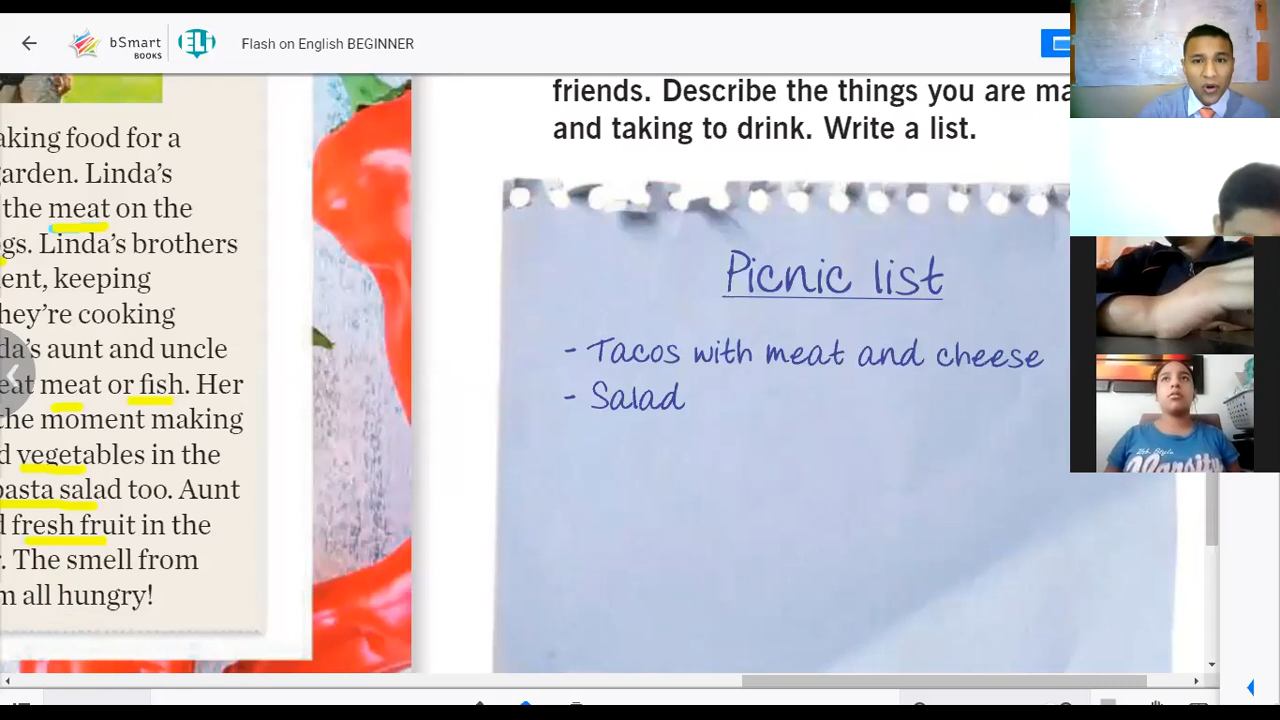 bSmart
BOOKS
ELi
Flash on English BEGINNER
aking food for a
garden. Linda's
the meat on the
ogs. Linda's brothers
ent, keeping
hey're cooking
da's aunt and uncle
eat meat or fish. Her
the moment making
d vegetables in the
pasta salad too. Aunt
d fresh fruit in the
. The smell from
m all hungry!
friends. Describe the things you are ma
and taking to drink. Write a list.
Picnic list
- Tacos with meat and cheese
- Salad